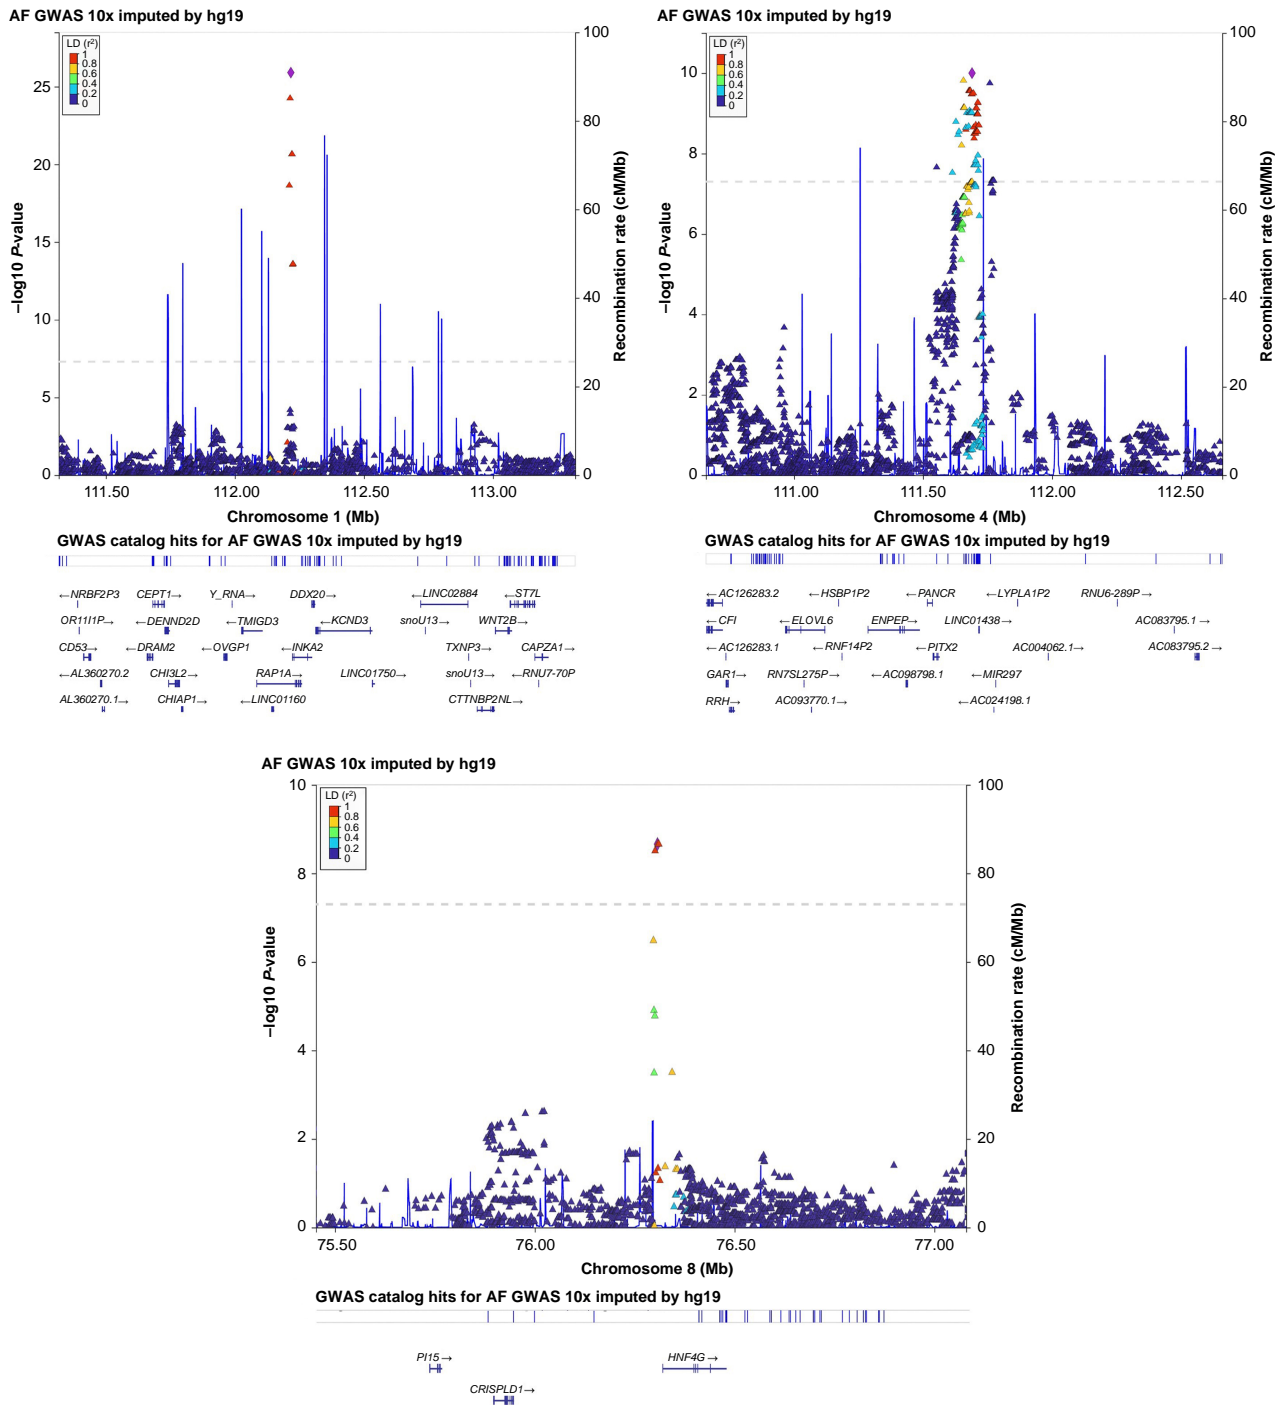 AF GWAS 10x imputed by hg19
LD (r²)
1
0.8
0.6
0.4
0.2
0
25
20
15
10
5
0
–log10 P-value
100
80
60
40
20
0
Recombination rate (cM/Mb)
111.50 112.00 112.50 113.00
Chromosome 1 (Mb)
GWAS catalog hits for AF GWAS 10x imputed by hg19
←NRBF2P3 CEPT1→ Y_RNA→ DDX20→ ←LINC02884 ←ST7L
OR11I1P→ ←DENND2D ←TMIGD3 ←KCND3 snoU13→ WNT2B→
CD53→ ←DRAM2 ←OVGP1 ←INKA2 TXNP3→ CAPZA1→
←AL360270.2 CHI3L2→ RAP1A→ LINC01750→ snoU13→ ←RNU7-70P
AL360270.1→ CHIAP1→ ←LINC01160 CTTNBP2NL→
AF GWAS 10x imputed by hg19
LD (r²)
1
0.8
0.6
0.4
0.2
0
10
8
6
4
2
0
–log10 P-value
100
80
60
40
20
0
Recombination rate (cM/Mb)
111.00 111.50 112.00 112.50
Chromosome 4 (Mb)
GWAS catalog hits for AF GWAS 10x imputed by hg19
←AC126283.2 ←HSBP1P2 ←PANCR ←LYPLA1P2 RNU6-289P→
←CFI ←ELOVL6 ENPEP→ LINC01438→ AC083795.1→
←AC126283.1 ←RNF14P2 ←PITX2 AC004062.1→ AC083795.2→
GAR1→ RN7SL275P→ ←AC098798.1 ←MIR297
RRH→ AC093770.1→ ←AC024198.1
AF GWAS 10x imputed by hg19
LD (r²)
1
0.8
0.6
0.4
0.2
0
10
8
6
4
2
0
–log10 P-value
100
80
60
40
20
0
Recombination rate (cM/Mb)
75.50 76.00 76.50 77.00
Chromosome 8 (Mb)
GWAS catalog hits for AF GWAS 10x imputed by hg19
PI15→ HNF4G→
CRISPLD1→